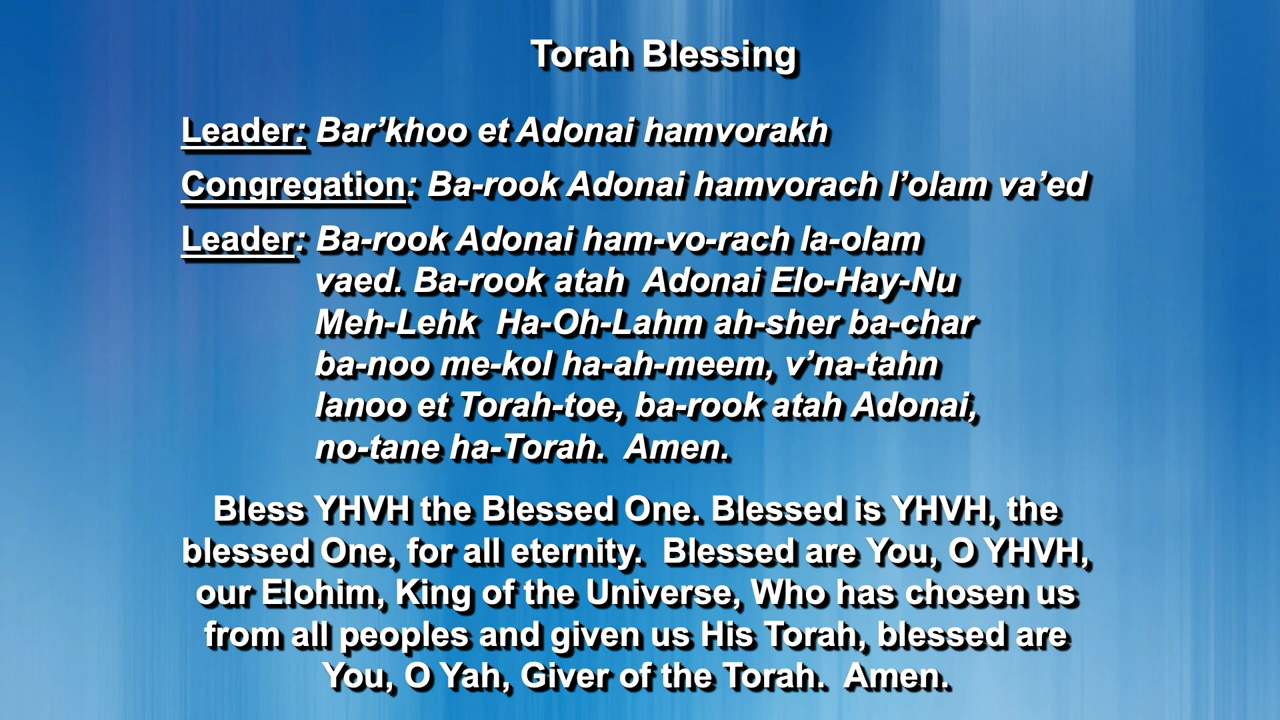 Torah Blessing
Leader: Bar’khoo et Adonai hamvorakh
Congregation: Ba-rook Adonai hamvorach l’olam va’ed
Leader: Ba-rook Adonai ham-vo-rach la-olam
vaed. Ba-rook atah  Adonai Elo-Hay-Nu
Meh-Lehk  Ha-Oh-Lahm ah-sher ba-char
ba-noo me-kol ha-ah-meem, v’na-tahn
lanoo et Torah-toe, ba-rook atah Adonai,
no-tane ha-Torah.  Amen.
Bless YHVH the Blessed One. Blessed is YHVH, the
blessed One, for all eternity.  Blessed are You, O YHVH,
our Elohim, King of the Universe, Who has chosen us
from all peoples and given us His Torah, blessed are
You, O Yah, Giver of the Torah.  Amen.